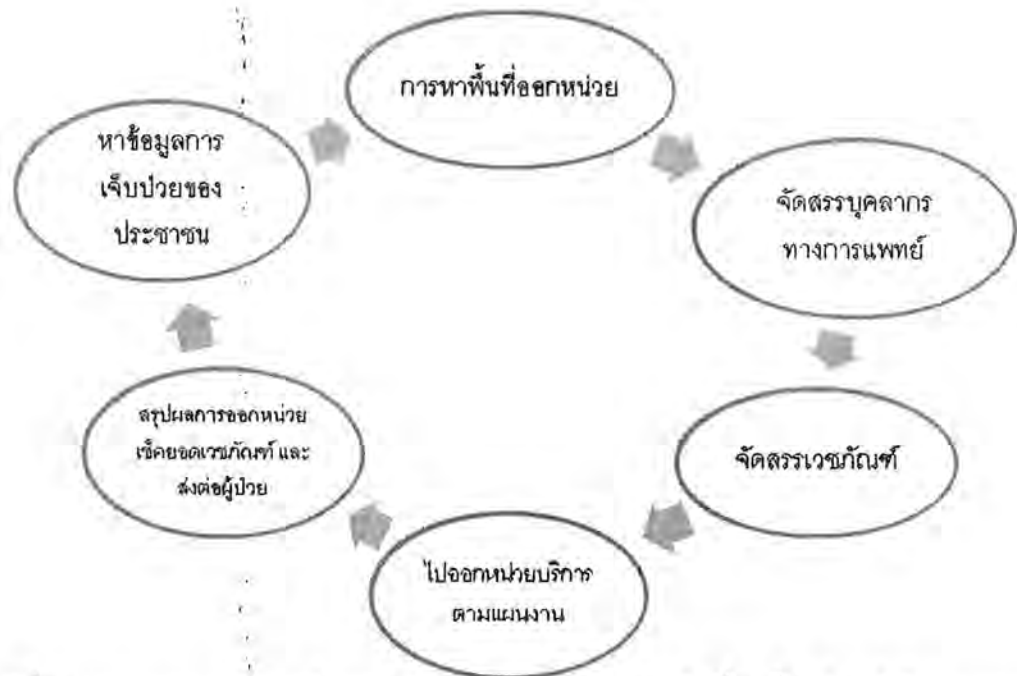 การหาพื้นที่ออกหน่วย
หาข้อมูลการ
เจ็บป่วยของ
ประชาชน
จัดสรรบุคลากร
ทางการแพทย์
สรุปผลการออกหน่วย
เช็คยอดเวชภัณฑ์ และ
ส่งต่อผู้ป่วย
จัดสรรเวชภัณฑ์
ไปออกหน่วยบริการ
ตามแผนงาน